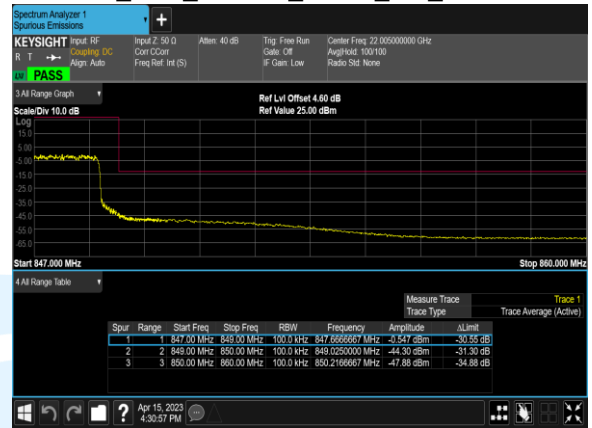 Spectrum Analyzer 1
Spurious Emissions
+
KEYSIGHT Input: RF Input Z: 50 Ω Atten: 40 dB Trig: Free Run Center Freq: 22.005000000 GHz
R T Coupling: DC Corr CCorr Gate: Off Avg|Hold: 100/100
Align: Auto Freq Ref: Int (S) IF Gain: Low Radio Std: None
LXI PASS
3 All Range Graph
Ref Lvl Offset 4.60 dB
Scale/Div 10.0 dB Ref Value 25.00 dBm
Log
15.0
5.00
-5.00
-15.0
-25.0
-35.0
-45.0
-55.0
-65.0
Start 847.000 MHz Stop 860.000 MHz
4 All Range Table
Measure Trace Trace 1
Trace Type Trace Average (Active)
Spur Range Start Freq Stop Freq RBW Frequency Amplitude ΔLimit
1 1 847.00 MHz 849.00 MHz 100.0 kHz 847.6666667 MHz -0.547 dBm -30.55 dB
2 2 849.00 MHz 850.00 MHz 100.0 kHz 849.0250000 MHz -44.30 dBm -31.30 dB
3 3 850.00 MHz 860.00 MHz 100.0 kHz 850.2166667 MHz -47.88 dBm -34.88 dB
? Apr 15, 2023
4:30:57 PM